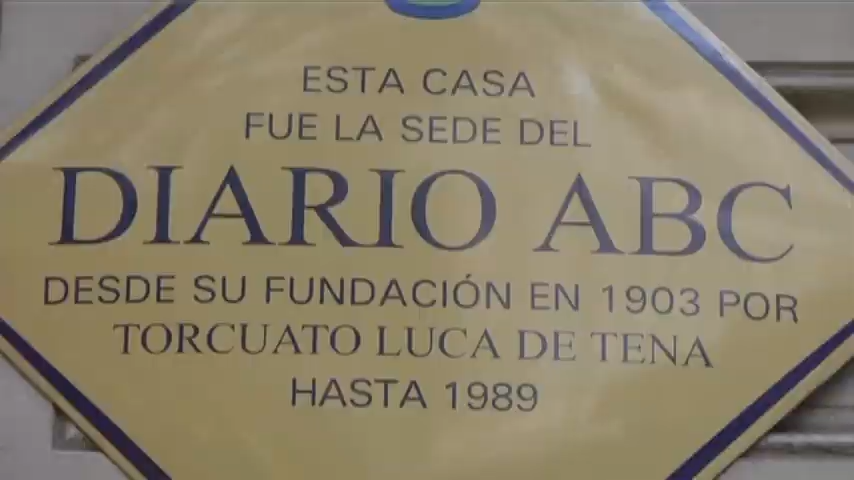 ESTA CASA
FUE LA SEDE DEL
DIARIO ABC
DESDE SU FUNDACIÓN EN 1903 POR
TORCUATO LUCA DE TENA
HASTA 1989